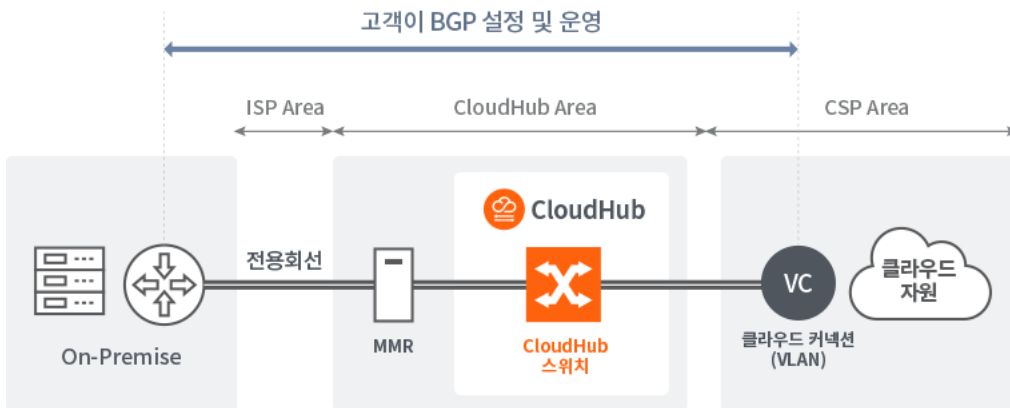 고객이 BGP 설정 및 운영
ISP Area
CloudHub Area
CSP Area
CloudHub
전용회선
VC
클라우드
자원
On-Premise
MMR
CloudHub
스위치
클라우드 커넥션
(VLAN)